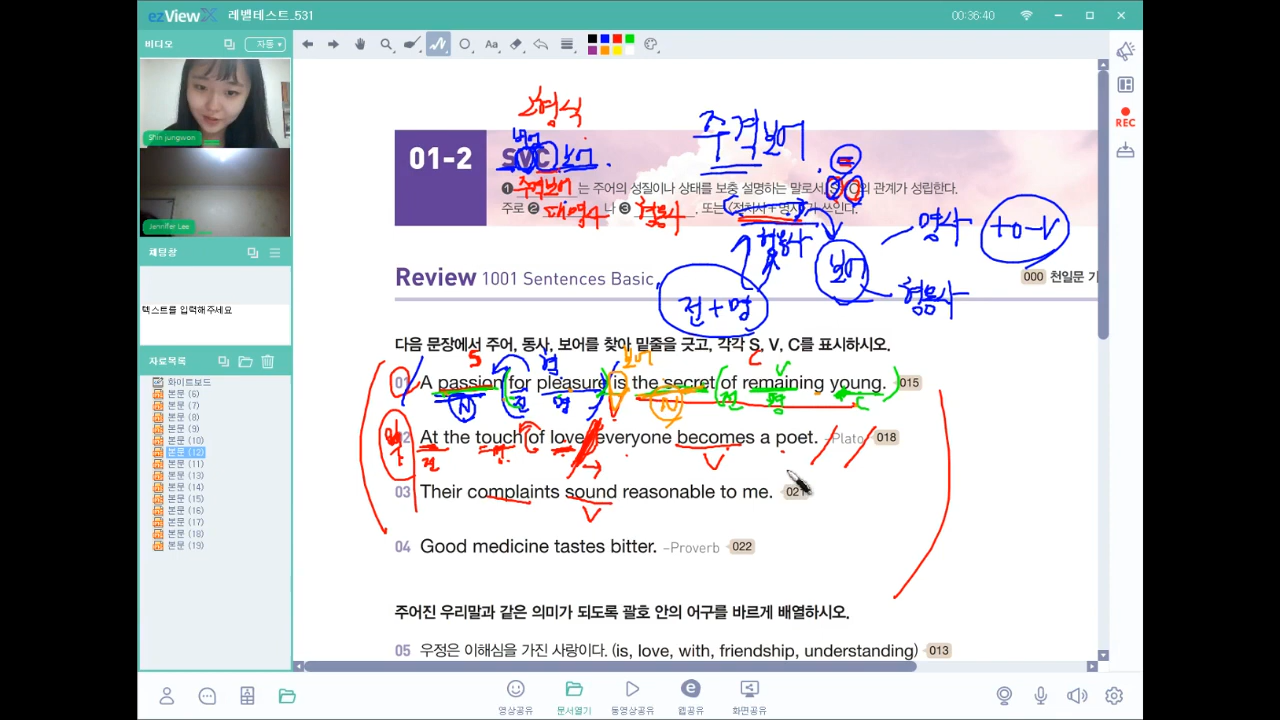 ezViewX 레벨테스트_531
00:36:40
비디오
자동
Shin jungwon
Jennifer Lee
채팅창
텍스트를 입력해주세요
자료목록
화이트보드
본문 (6)
본문 (7)
본문 (8)
본문 (9)
본문 (10)
본문 (12)
본문 (11)
본문 (13)
본문 (14)
본문 (15)
본문 (16)
본문 (17)
본문 (18)
본문 (19)
Aa
REC
2형식
주격보어
01-2 SVC
보어
❶ 주어보어 는 주어의 성질이나 상태를 보충 설명하는 말로서, 관계가 성립한다.
주로 ❷ 나 ❸ 형용사, 또는 〈전치사+명사〉가 쓰인다.
형용사
보어
명사
to-V
형용사
전+명
Review 1001 Sentences Basic
000 천일문 기
다음 문장에서 주어, 동사, 보어를 찾아 밑줄을 긋고, 각각 S, V, C를 표시하시오.
S
보어
C
V
01 A passion for pleasure is the secret of remaining young. 015
N 전 명 V N 전 명 C
02 At the touch of love everyone becomes a poet. –Plato 018
전 V
03 Their complaints sound reasonable to me. 021
V
04 Good medicine tastes bitter. –Proverb 022
주어진 우리말과 같은 의미가 되도록 괄호 안의 어구를 바르게 배열하시오.
05 우정은 이해심을 가진 사랑이다. (is, love, with, friendship, understanding) 013
영상공유
문서열기
동영상공유
웹공유
화면공유